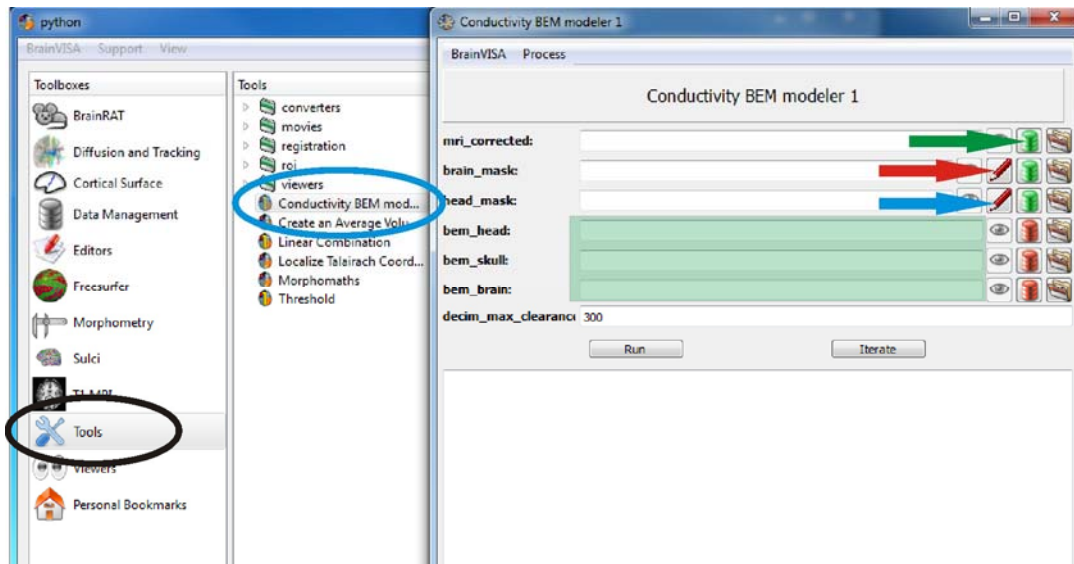 python
BrainVISA Support View
Toolboxes
BrainRAT
Diffusion and Tracking
Cortical Surface
Data Management
Editors
Freesurfer
Morphometry
Sulci
T1 MRI
Tools
Viewers
Personal Bookmarks
Tools
converters
movies
registration
roi
viewers
Conductivity BEM mod...
Create an Average Volu
Linear Combination
Localize Talairach Coord...
Morphomaths
Threshold
Conductivity BEM modeler 1
BrainVISA Process
Conductivity BEM modeler 1
mri_corrected:
brain_mask:
head_mask:
bem_head:
bem_skull:
bem_brain:
decim_max_clearance 300
Run Iterate